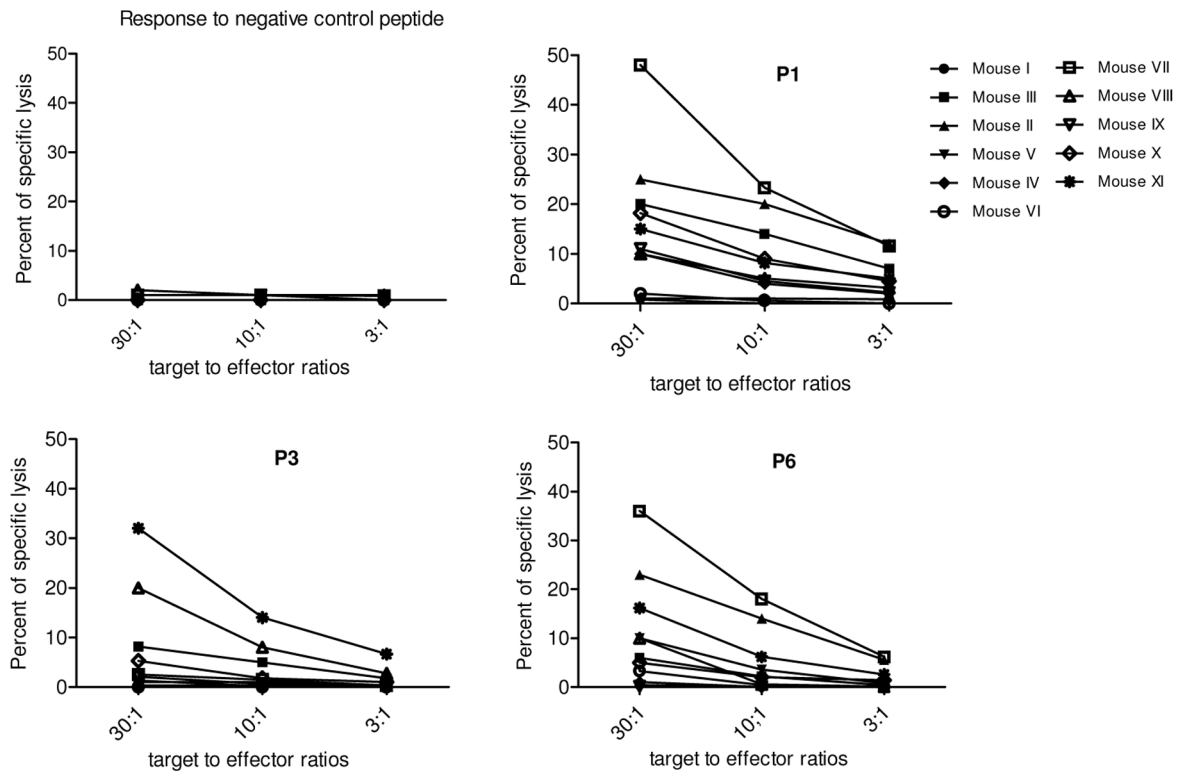 Response to negative control peptide
Percent of specific lysis
50
40
30
20
10
0
30:1
10;1
3:1
target to effector ratios
P1
Percent of specific lysis
50
40
30
20
10
0
30:1
10:1
3:1
target to effector ratios
Mouse I
Mouse III
Mouse II
Mouse V
Mouse IV
Mouse VI
Mouse VII
Mouse VIII
Mouse IX
Mouse X
Mouse XI
P3
Percent of specific lysis
50
40
30
20
10
0
30:1
10:1
3:1
target to effector ratios
P6
Percent of specific lysis
50
40
30
20
10
0
30:1
10;1
3:1
target to effector ratios